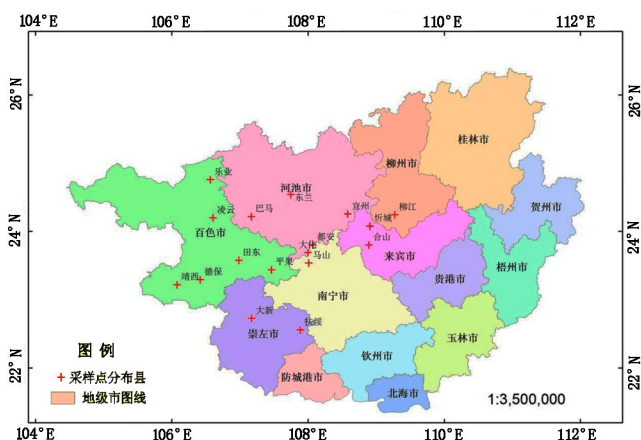 104°E 106°E 108°E 110°E 112°E
26°N 26°N
桂林市
柳州市
乐业
河池市
东兰
贺州市
凌云 巴马 宜州 柳江
忻城
百色市
都安 合山
大化
24°N 24°N
来宾市
田东 马山
平果
梧州市
靖西 德保
贵港市
南宁市
大新
扶绥
崇左市
玉林市
图 例
钦州市
22°N 22°N
采样点分布县
防城港市
北海市
地级市图线
1:3,500,000
104°E 106°E 108°E 110°E 112°E